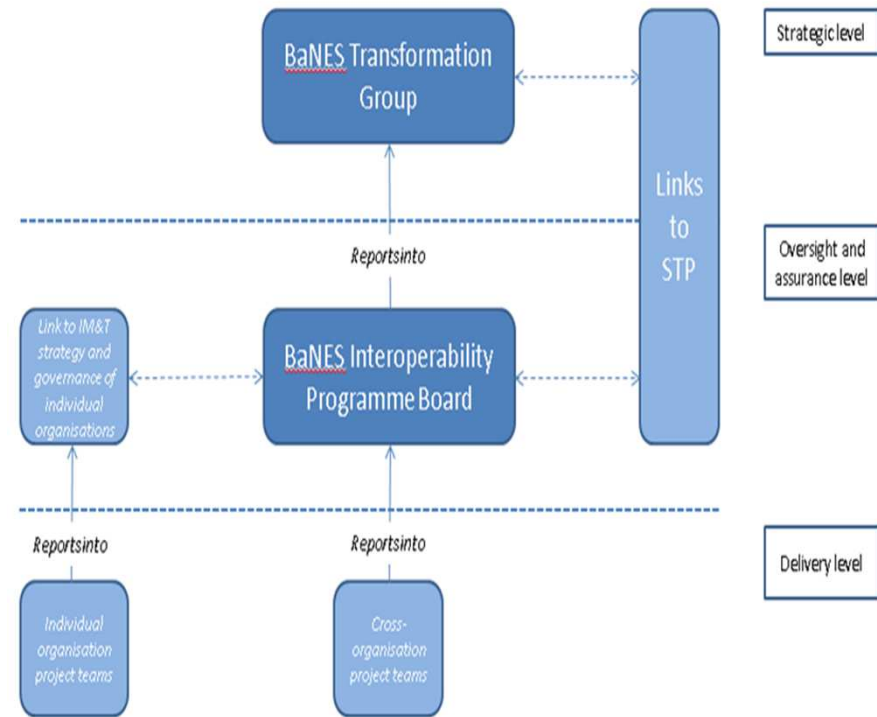 BaNES Transformation
Group
Strategic level
Links
to
STP
Reportsinto
Oversight and
assurance level
Link to IM&T
strategy and
governance of
individual
organisations
BaNES Interoperability
Programme Board
Reportsinto
Reportsinto
Delivery level
Individual
organisation
project teams
Cross-
organisation
project teams